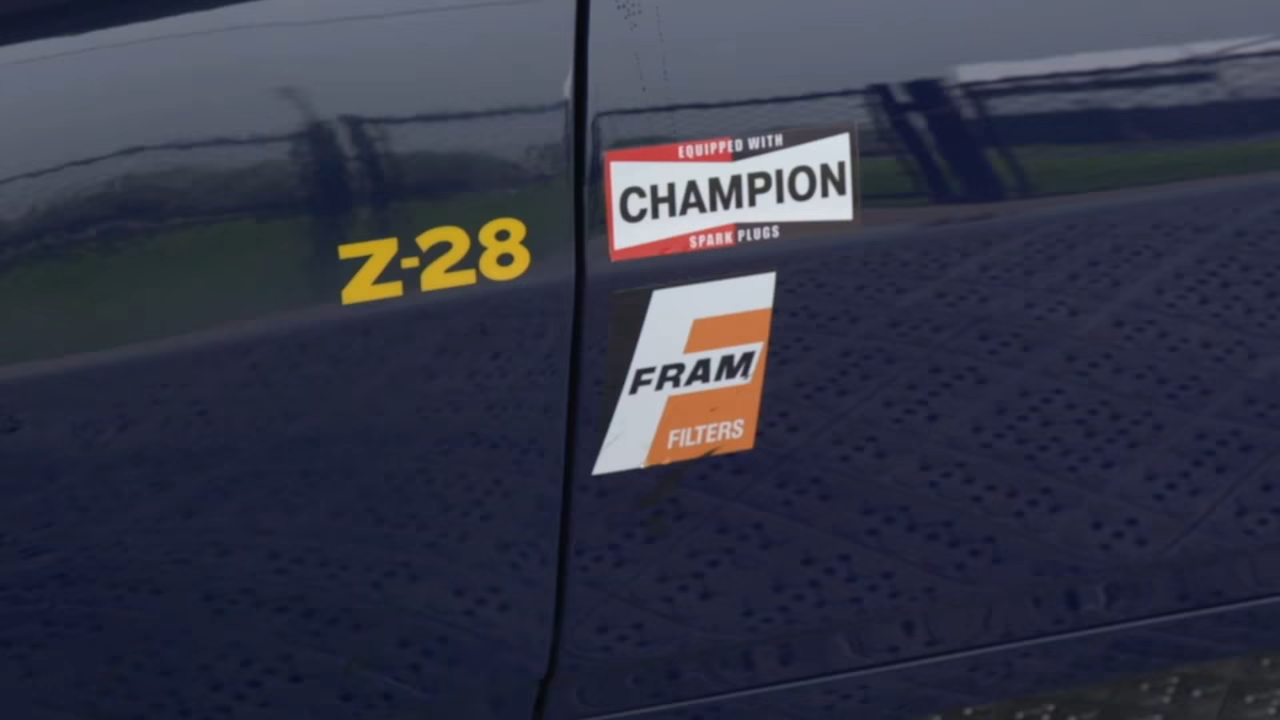 Z-28
EQUIPPED WITH
CHAMPION
SPARK PLUGS
FRAM
FILTERS